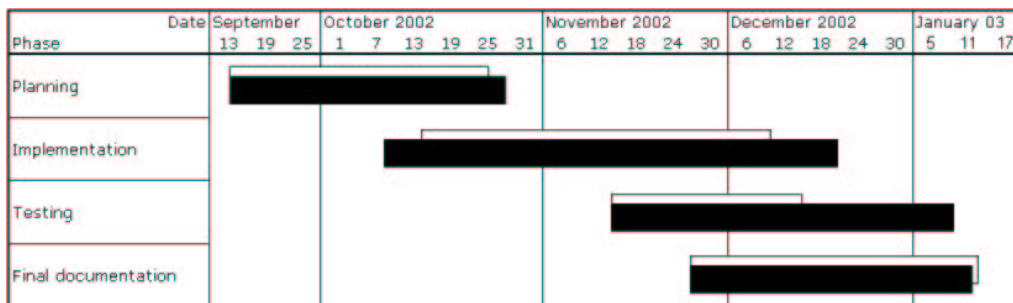 Date September October 2002 November 2002 December 2002 January 03
Phase 13 19 25 1 7 13 19 25 31 6 12 18 24 30 6 12 18 24 30 5 11 17
Planning
Implementation
Testing
Final documentation